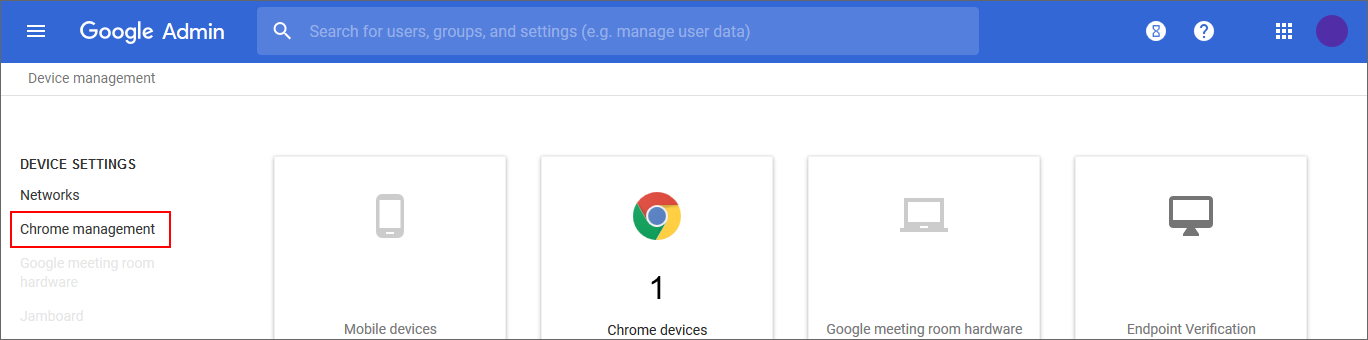 Google Admin
Search for users, groups, and settings (e.g. manage user data)
?
Device management
DEVICE SETTINGS
Networks
Chrome management
Google meeting room
hardware
Jamboard
Mobile devices
1
Chrome devices
Google meeting room hardware
Endpoint Verification